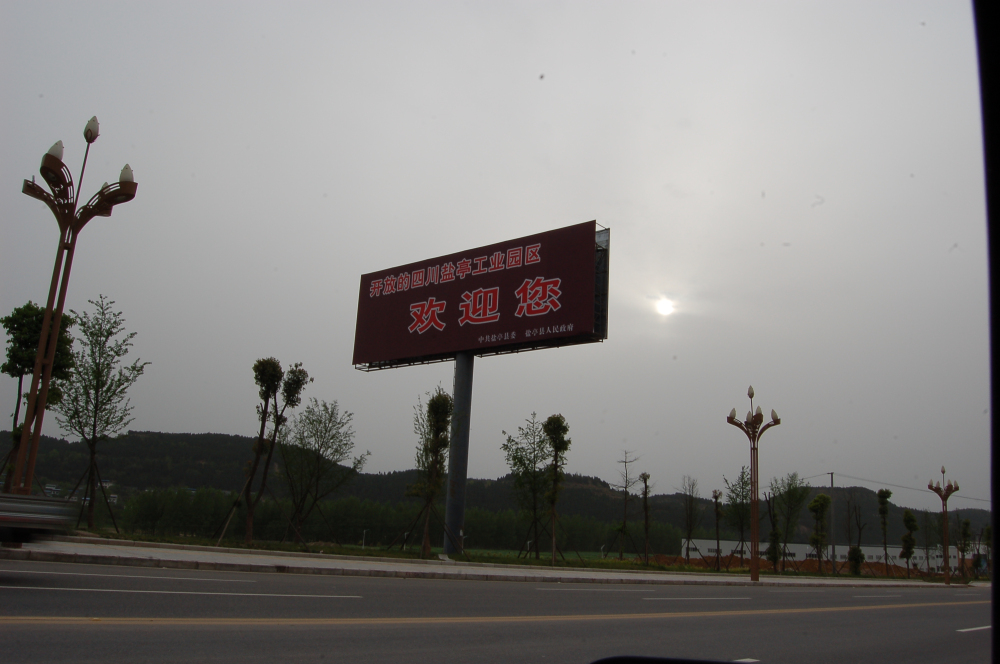 开放的四川盐亭工业园区
欢迎您
中共盐亭县委 盐亭县人民政府